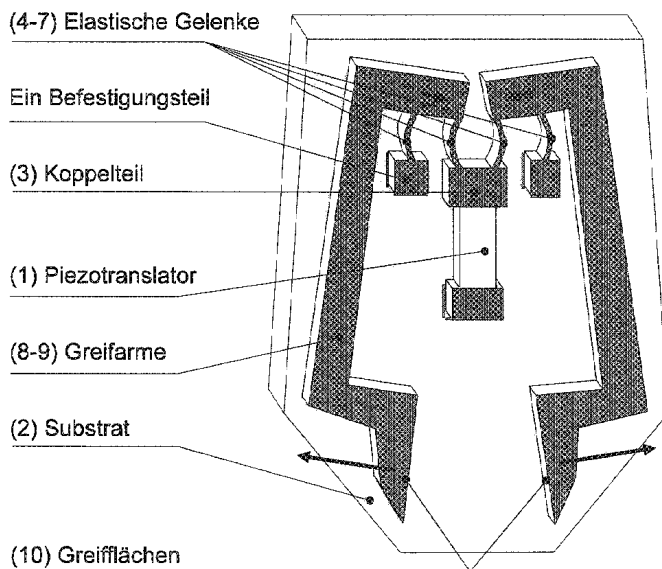 (4-7) Elastische Gelenke
Ein Befestigungsteil
(3) Koppelteil
(1) Piezotranslator
(8-9) Greifarme
(2) Substrat
(10) Greifflächen